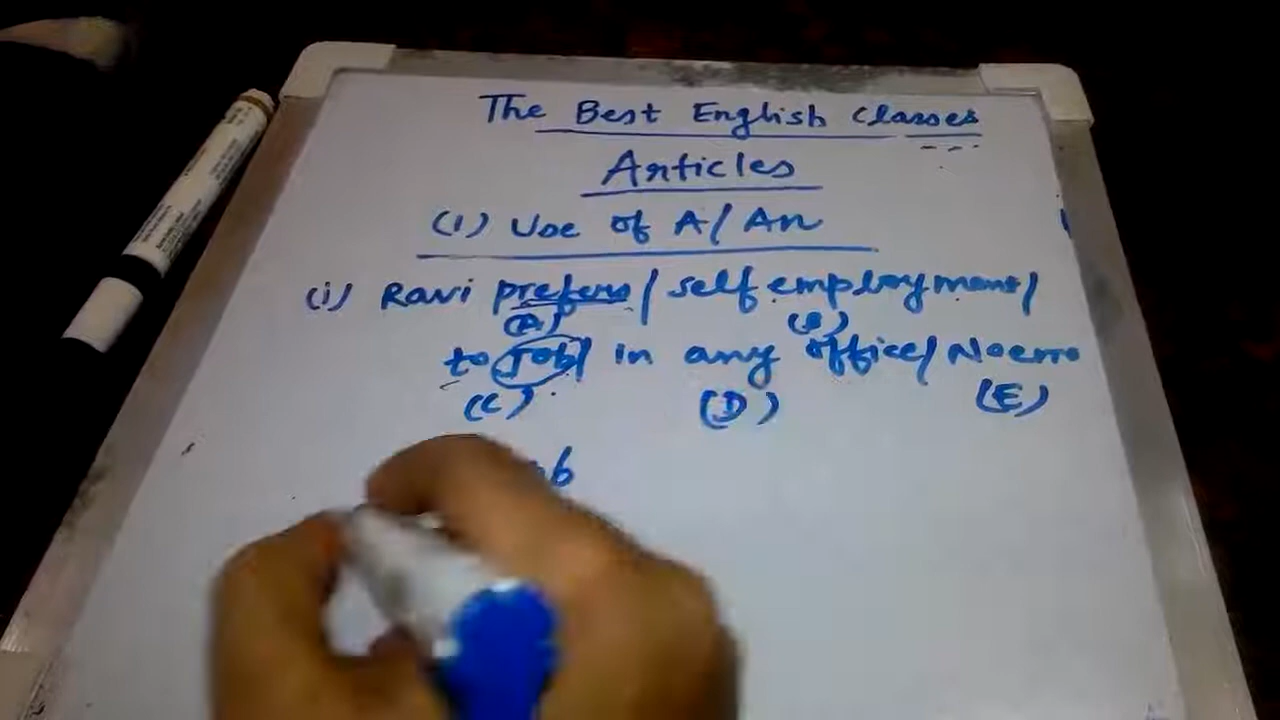 The Best English Classes
Articles
(1) Use of A/An
(i) Ravi prefers/ self employment/
(A) (B)
to Job/ in any office/ No erro
(C) (D) (E)